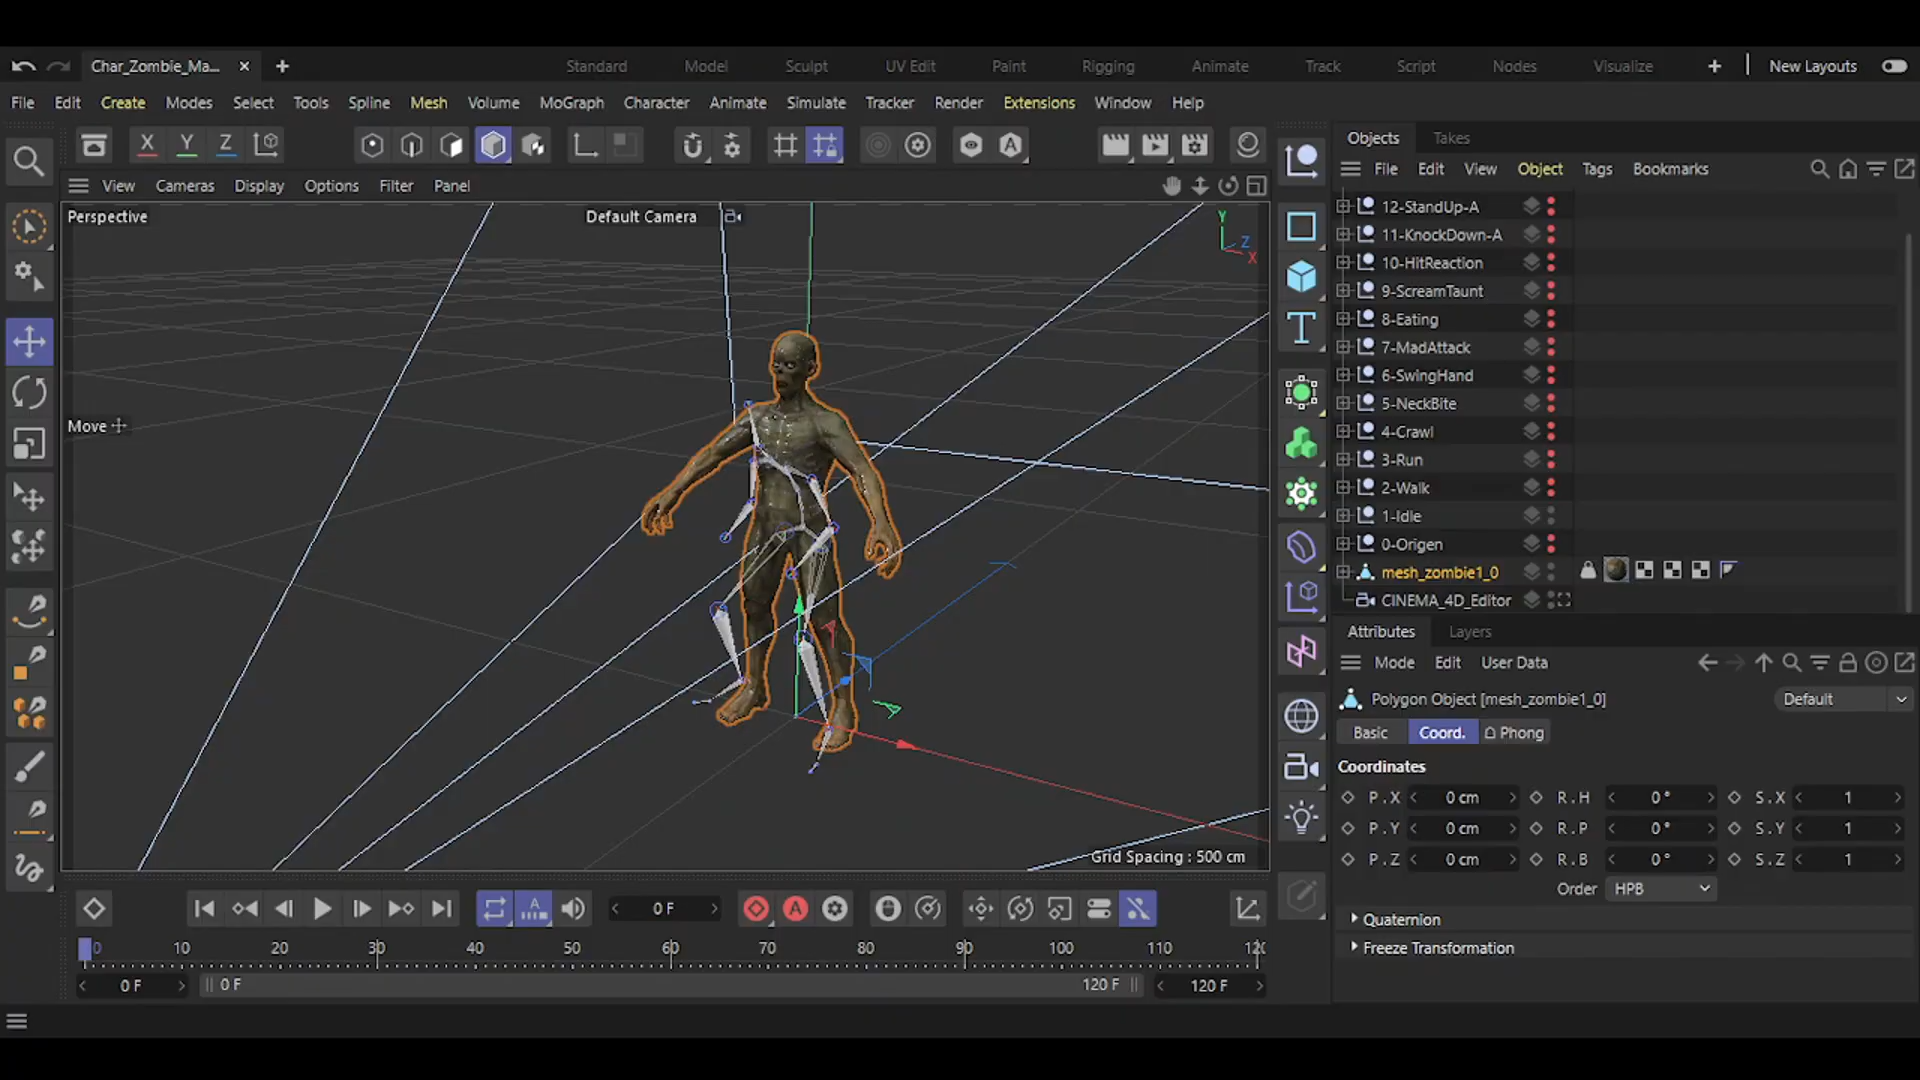 Char_Zombie_Ma...
Standard Model Sculpt UV Edit Paint Rigging Animate Track Script Nodes Visualize New Layouts
File Edit Create Modes Select Tools Spline Mesh Volume MoGraph Character Animate Simulate Tracker Render Extensions Window Help
X Y Z
View Cameras Display Options Filter Panel
Perspective
Default Camera
Y
Z
X
Move
Grid Spacing : 500 cm
0 F
0 10 20 30 40 50 60 70 80 90 100 110
0 F 0 F 120 F 120 F
Objects Takes
File Edit View Object Tags Bookmarks
12-StandUp-A
11-KnockDown-A
10-HitReaction
9-ScreamTaunt
8-Eating
7-MadAttack
6-SwingHand
5-NeckBite
4-Crawl
3-Run
2-Walk
1-Idle
0-Origen
mesh_zombie1_0
CINEMA_4D_Editor
Attributes Layers
Mode Edit User Data
Polygon Object [mesh_zombie1_0] Default
Basic Coord. Phong
Coordinates
P . X 0 cm R . H 0 ° S . X 1
P . Y 0 cm R . P 0 ° S . Y 1
P . Z 0 cm R . B 0 ° S . Z 1
Order HPB
Quaternion
Freeze Transformation